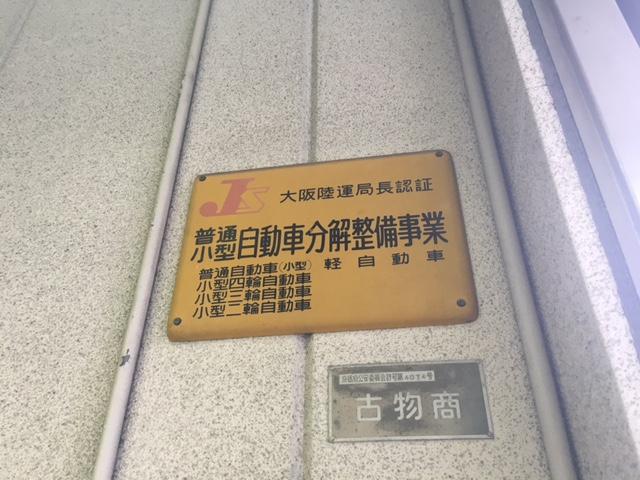 JS 大阪陸運局長認証
普通
小型 自動車分解整備事業
普通自動車(小型) 軽自動車
小型四輪自動車
小型三輪自動車
小型二輪自動車
古物商